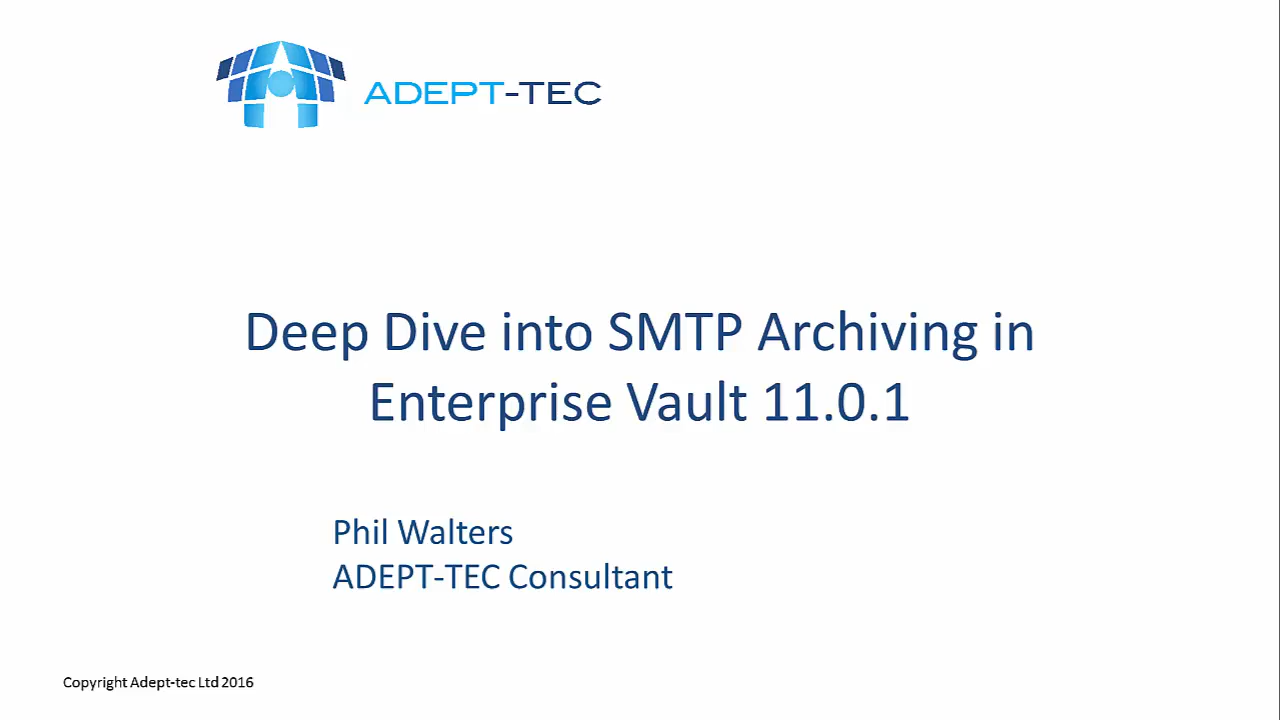 ADEPT-TEC
Deep Dive into SMTP Archiving in
Enterprise Vault 11.0.1
Phil Walters
ADEPT-TEC Consultant
Copyright Adept-tec Ltd 2016